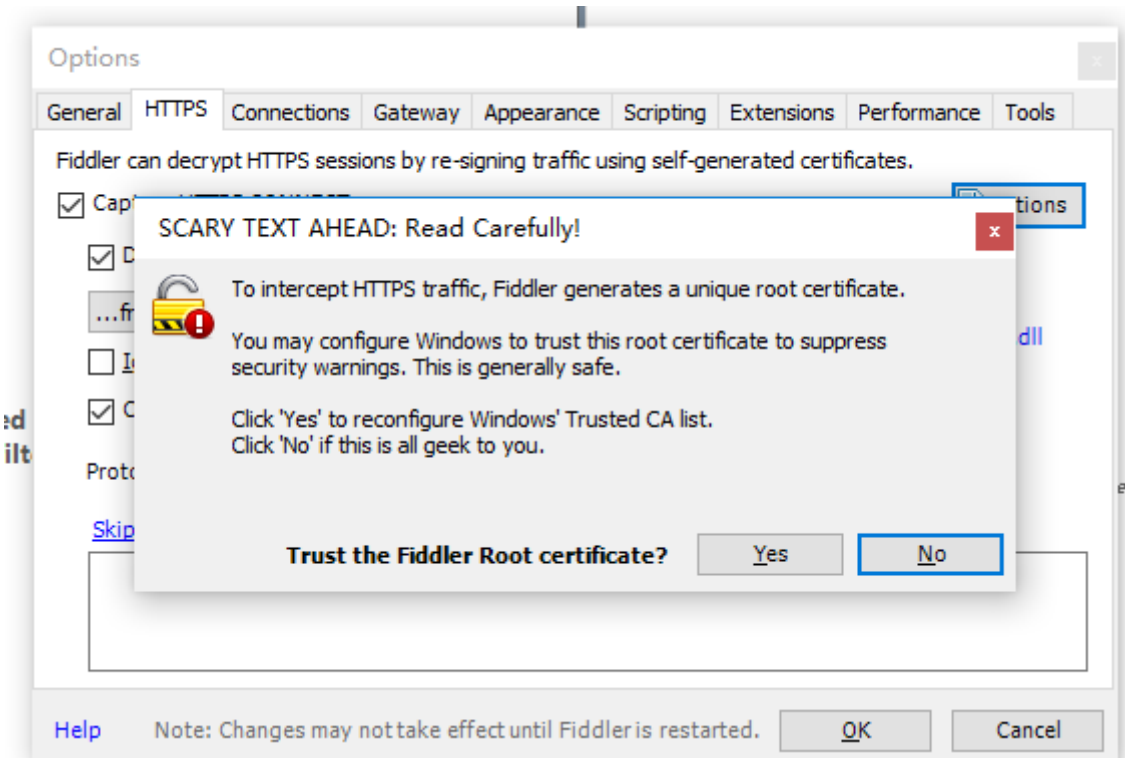 Options
General HTTPS Connections Gateway Appearance Scripting Extensions Performance Tools
Fiddler can decrypt HTTPS sessions by re-signing traffic using self-generated certificates.
SCARY TEXT AHEAD: Read Carefully!
To intercept HTTPS traffic, Fiddler generates a unique root certificate.
You may configure Windows to trust this root certificate to suppress
security warnings. This is generally safe.
dll
Click 'Yes' to reconfigure Windows' Trusted CA list.
Click 'No' if this is all geek to you.
Skip
Trust the Fiddler Root certificate? Yes No
Help Note: Changes may not take effect until Fiddler is restarted. OK Cancel